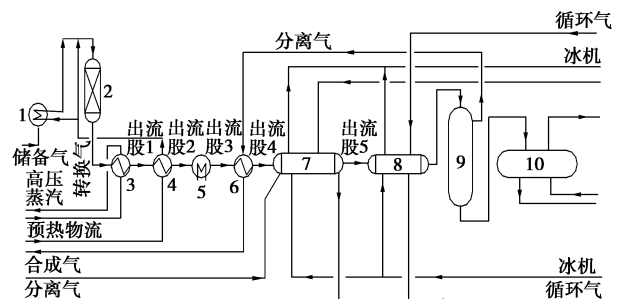 循环气
分离气
冰机
1
2
储备气
转换气
出流
股1
出流
股2
出流
股3
出流
股4
出流
股5
3
4
5
6
7
8
9
10
高压
蒸汽
预热物流
合成气
分离气
冰机
循环气